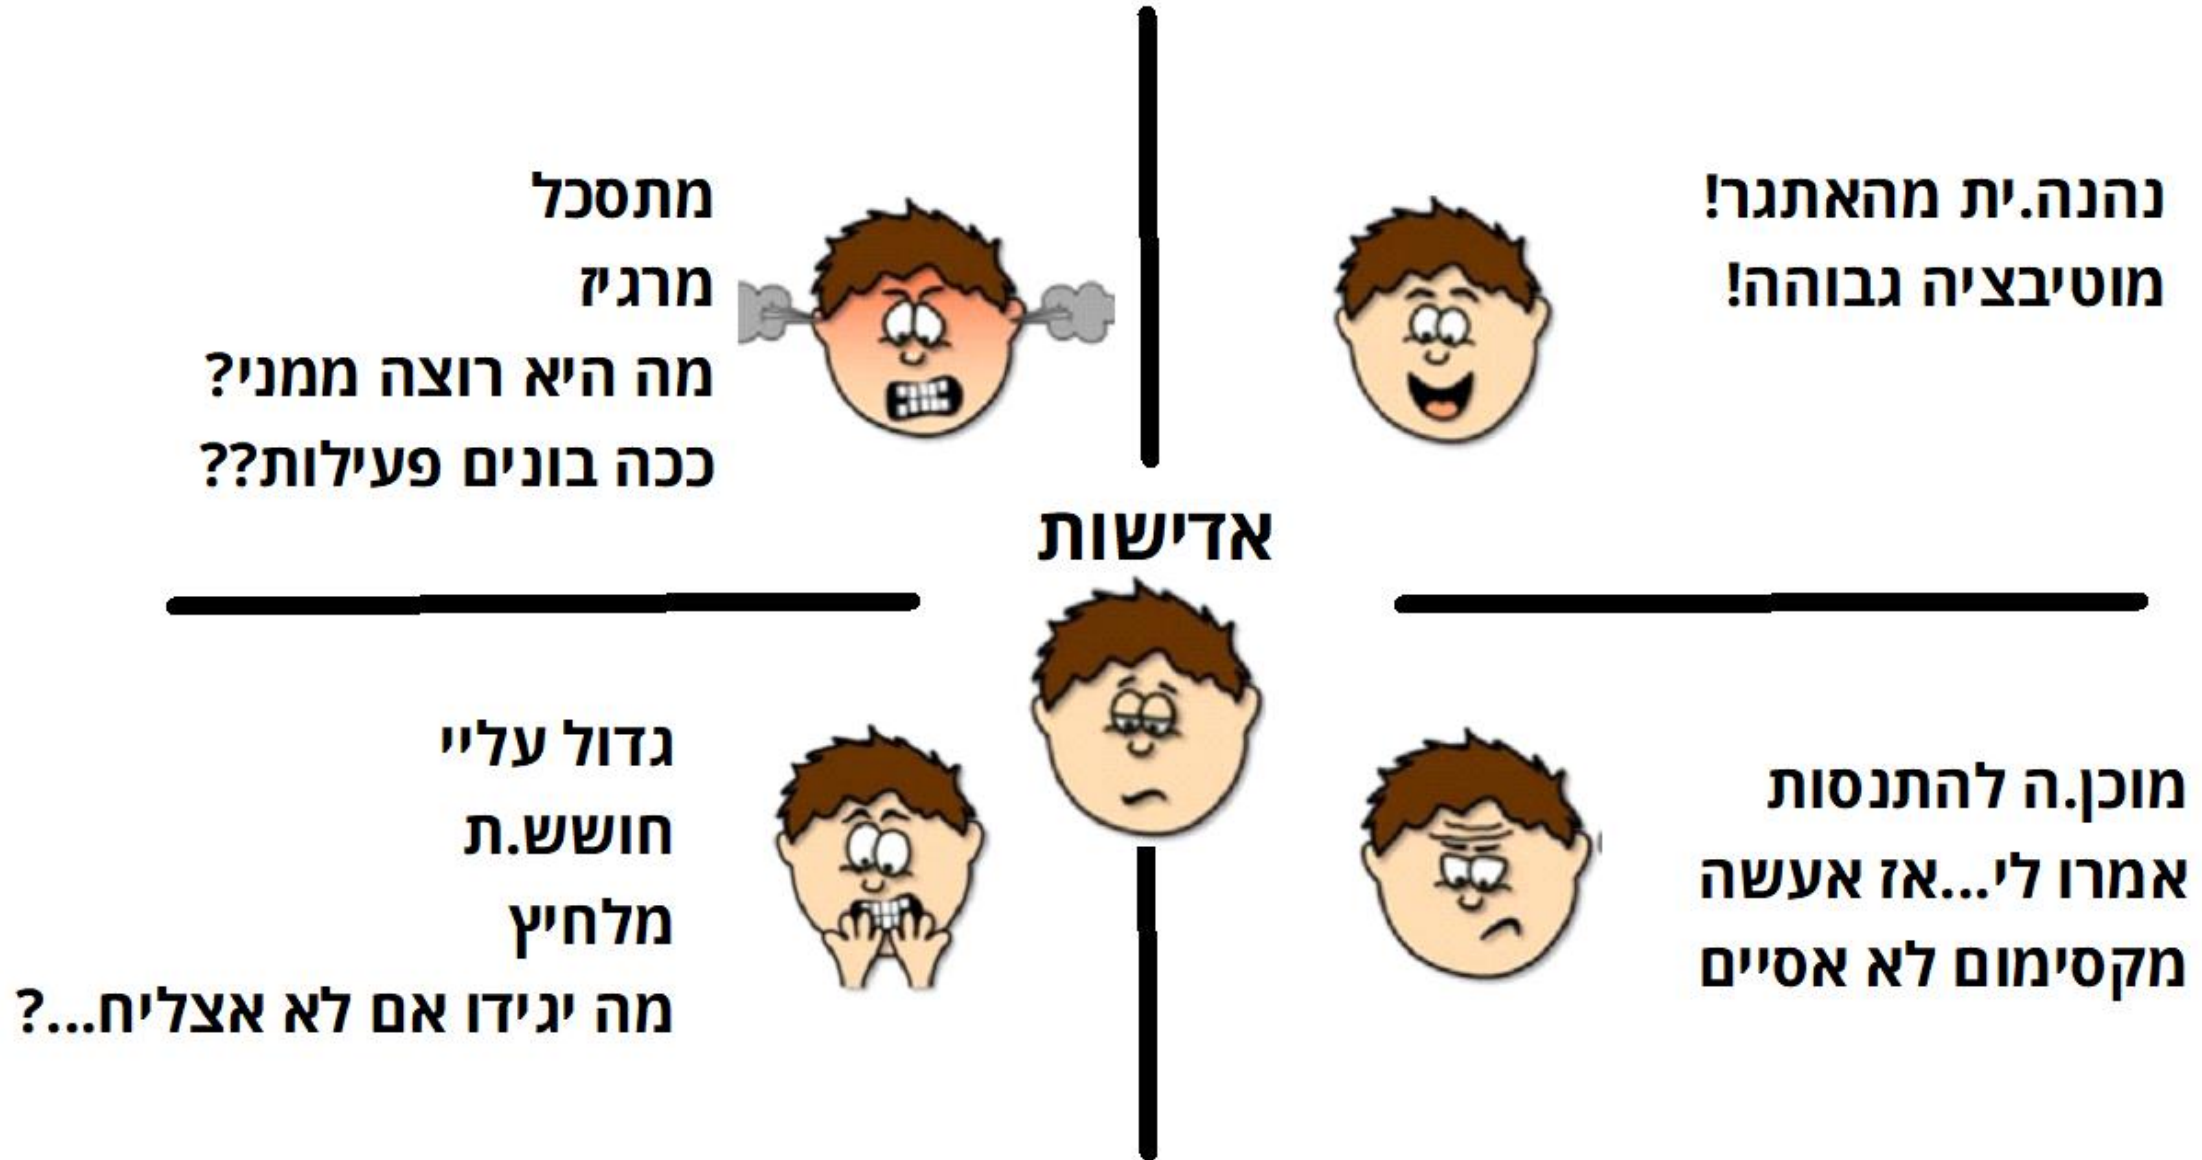 נהנה.ית מהאתגר!
מוטיבציה גבוהה!
מתסכל
מרגיז
מה היא רוצה ממני?
ככה בונים פעילות??
אדישות
מוכן.ה להתנסות
אמרו לי...אז אעשה
מקסימום לא אסיים
גדול עליי
חושש.ת
מלחיץ
מה יגידו אם לא אצליח...?